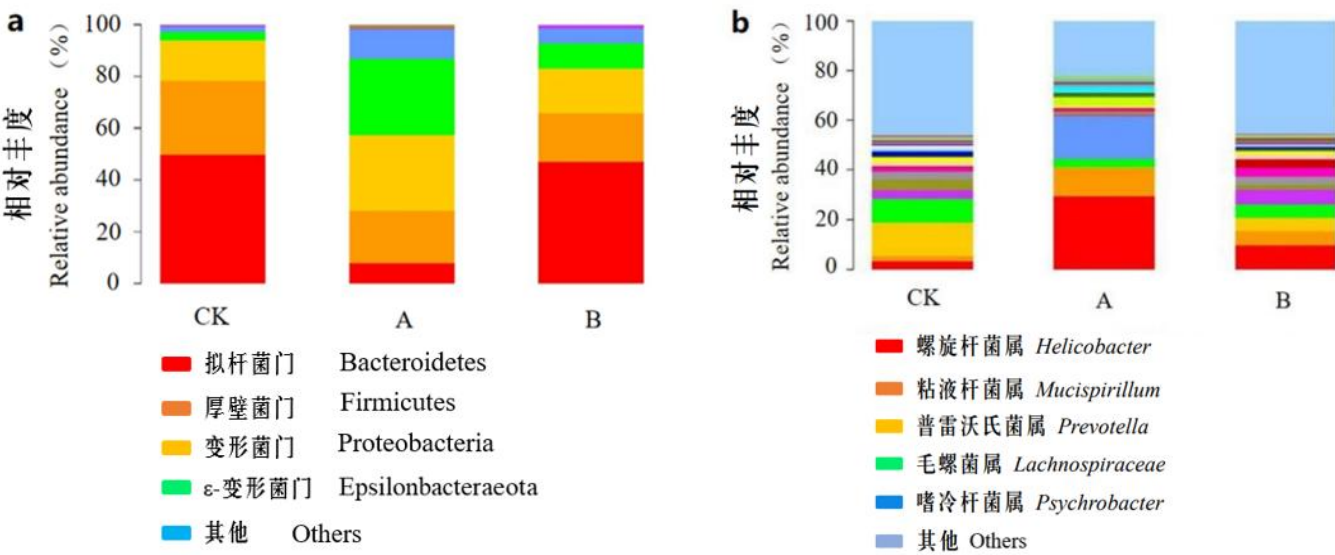 a
相对丰度
Relative abundance （%）
100
80
60
40
20
0
CK
A
B
拟杆菌门 Bacteroidetes
厚壁菌门 Firmicutes
变形菌门 Proteobacteria
ε-变形菌门 Epsilonbacteraeota
其他 Others
b
相对丰度
Relative abundance （%）
100
80
60
40
20
0
CK
A
B
螺旋杆菌属 Helicobacter
粘液杆菌属 Mucispirillum
普雷沃氏菌属 Prevotella
毛螺菌属 Lachnospiraceae
嗜冷杆菌属 Psychrobacter
其他 Others